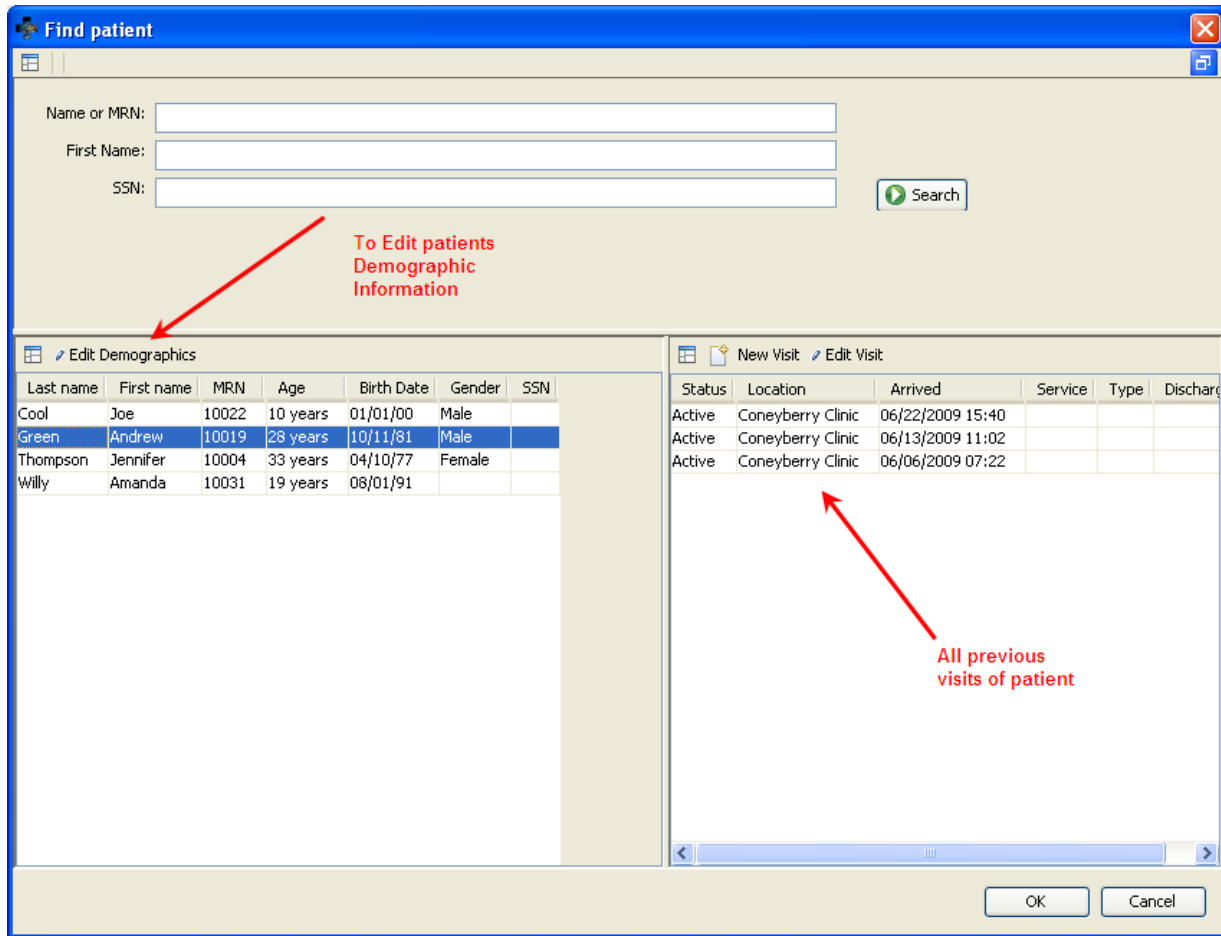 Find patient
Name or MRN:
First Name:
SSN:
Search
To Edit patients
Demographic
Information
Edit Demographics
Last name First name MRN Age Birth Date Gender SSN
Cool Joe 10022 10 years 01/01/00 Male
Green Andrew 10019 28 years 10/11/81 Male
Thompson Jennifer 10004 33 years 04/10/77 Female
Willy Amanda 10031 19 years 08/01/91
New Visit Edit Visit
Status Location Arrived Service Type Discharg
Active Coneyberry Clinic 06/22/2009 15:40
Active Coneyberry Clinic 06/13/2009 11:02
Active Coneyberry Clinic 06/06/2009 07:22
All previous
visits of patient
OK Cancel